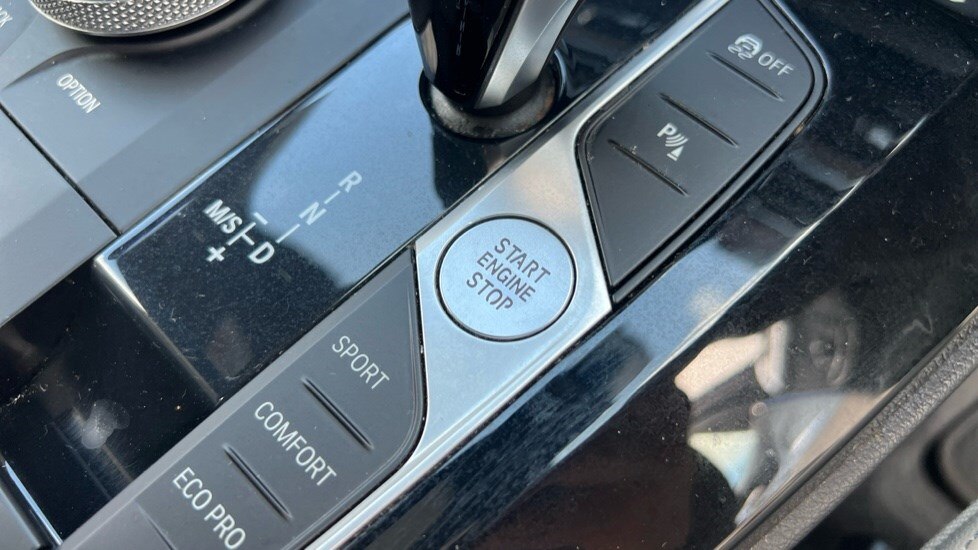 OPTION
OFF
P
R
N
M/S D
+
START
ENGINE
STOP
SPORT
COMFORT
ECO PRO